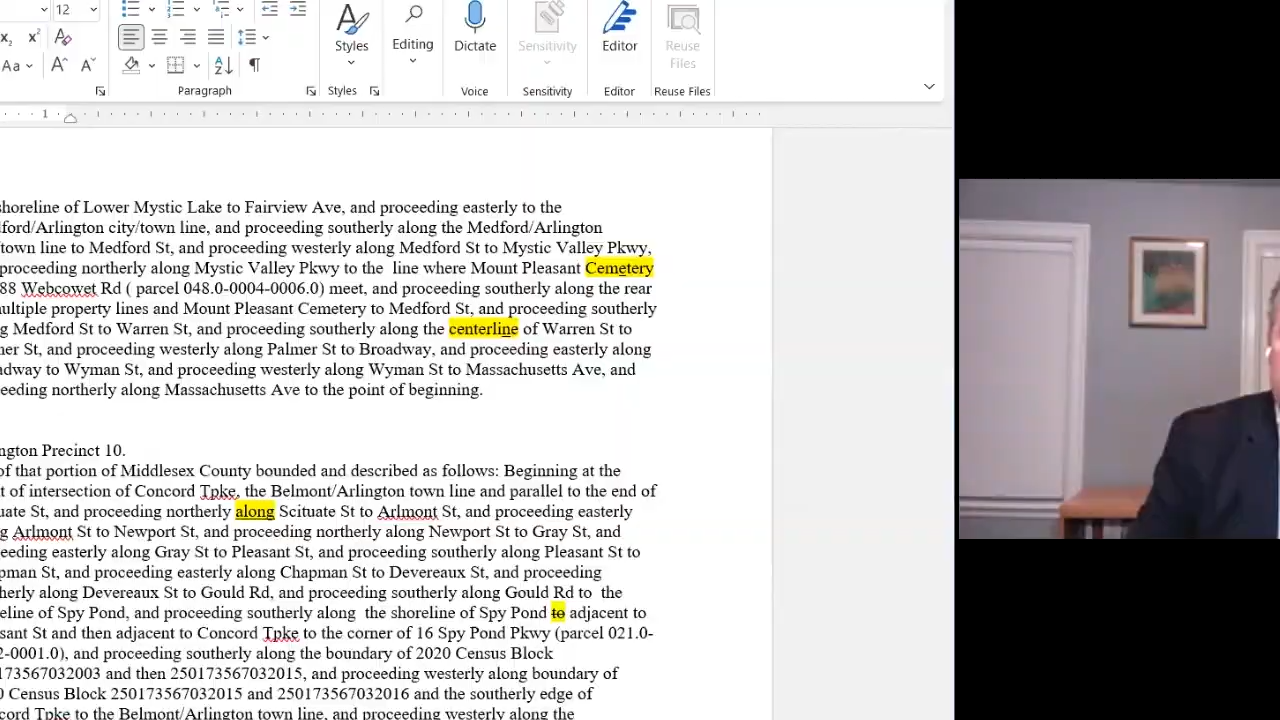 12
Aa
Styles
Editing
Dictate
Sensitivity
Editor
Reuse
Files
Paragraph
Styles
Voice
Sensitivity
Editor
Reuse Files
1
shoreline of Lower Mystic Lake to Fairview Ave, and proceeding easterly to the
ford/Arlington city/town line, and proceeding southerly along the Medford/Arlington
town line to Medford St, and proceeding westerly along Medford St to Mystic Valley Pkwy,
proceeding northerly along Mystic Valley Pkwy to the line where Mount Pleasant Cemetery
88 Webcowet Rd ( parcel 048.0-0004-0006.0) meet, and proceeding southerly along the rear
ultiple property lines and Mount Pleasant Cemetery to Medford St, and proceeding southerly
g Medford St to Warren St, and proceeding southerly along the centerline of Warren St to
ner St, and proceeding westerly along Palmer St to Broadway, and proceeding easterly along
adway to Wyman St, and proceeding westerly along Wyman St to Massachusetts Ave, and
eeding northerly along Massachusetts Ave to the point of beginning.
ngton Precinct 10.
of that portion of Middlesex County bounded and described as follows: Beginning at the
t of intersection of Concord Tpke, the Belmont/Arlington town line and parallel to the end of
uate St, and proceeding northerly along Scituate St to Arlmont St, and proceeding easterly
g Arlmont St to Newport St, and proceeding northerly along Newport St to Gray St, and
eeding easterly along Gray St to Pleasant St, and proceeding southerly along Pleasant St to
pman St, and proceeding easterly along Chapman St to Devereaux St, and proceeding
herly along Devereaux St to Gould Rd, and proceeding southerly along Gould Rd to the
eline of Spy Pond, and proceeding southerly along the shoreline of Spy Pond to adjacent to
sant St and then adjacent to Concord Tpke to the corner of 16 Spy Pond Pkwy (parcel 021.0-
2-0001.0), and proceeding southerly along the boundary of 2020 Census Block
173567032003 and then 250173567032015, and proceeding westerly along boundary of
0 Census Block 250173567032015 and 250173567032016 and the southerly edge of
cord Tpke to the Belmont/Arlington town line, and proceeding westerly along the